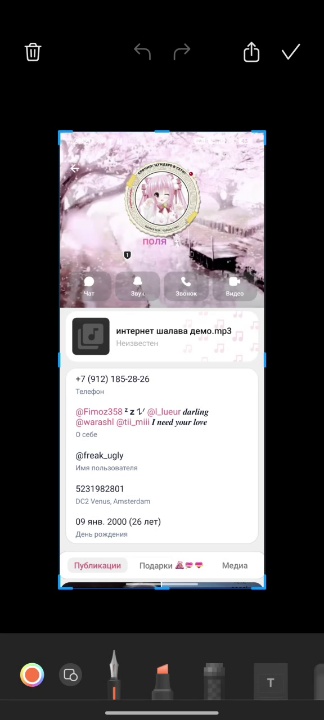 ПОЛЯ
Чат
Звук
Звонок
Видео
интернет шалава демо.mp3
Неизвестен
+7 (912) 185-28-26
Телефон
@Fimoz358 @l_lueur darling
@warashl @tii_miii I need your love
О себе
@freak_ugly
Имя пользователя
5231982801
DC2 Venus, Amsterdam
09 янв. 2000 (26 лет)
День рождения
Публикации
Подарки
Медиа
T